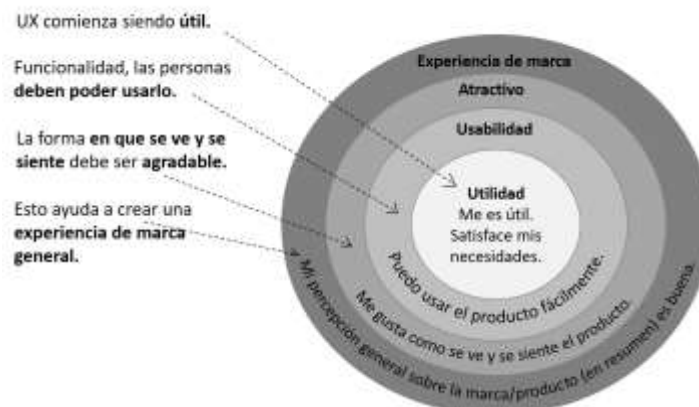 UX comienza siendo útil.
Funcionalidad, las personas
deben poder usarlo.
La forma en que se ve y se
siente debe ser agradable.
Esto ayuda a crear una
experiencia de marca
general.
Experiencia de marca
Atractivo
Usabilidad
Utilidad
Me es útil.
Satisface mis
necesidades.
Puedo usar el producto fácilmente.
Me gusta como se ve y se siente el producto.
Mi percepción general sobre la marca/producto (en resumen) es buena.